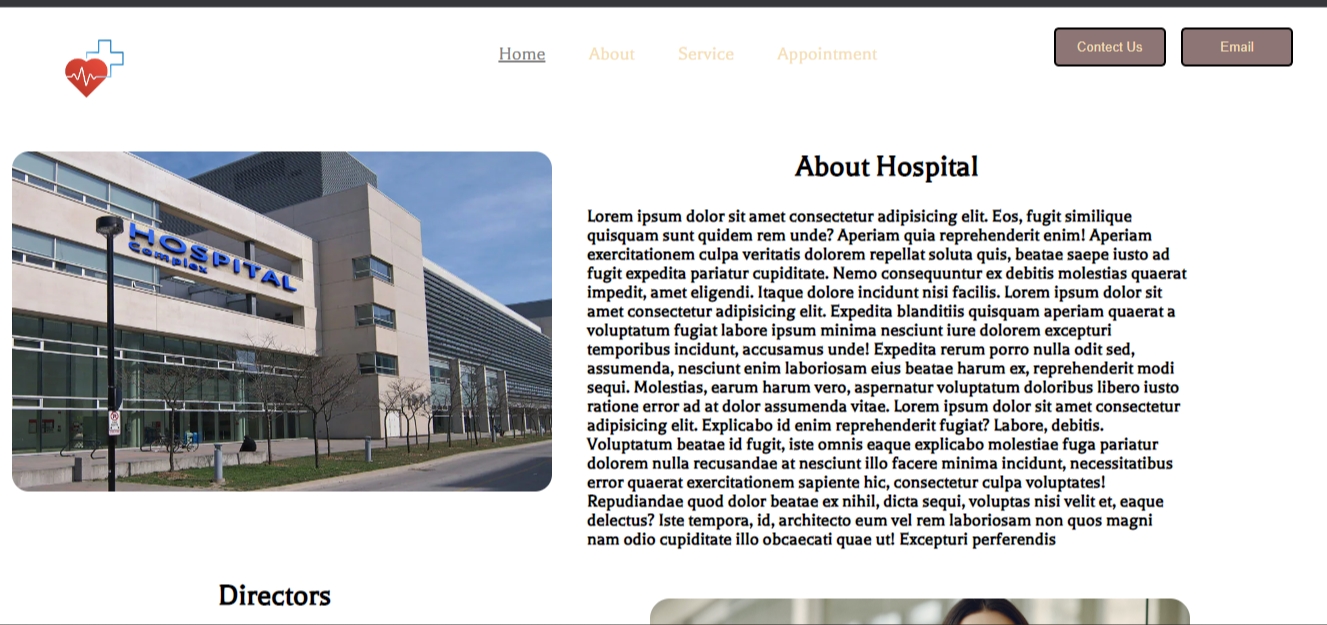 Home About Service Appointment Contect Us Email
HOSPITAL
Complex
About Hospital
Lorem ipsum dolor sit amet consectetur adipisicing elit. Eos, fugit similique
quisquam sunt quidem rem unde? Aperiam quia reprehenderit enim! Aperiam
exercitationem culpa veritatis dolorem repellat soluta quis, beatae saepe iusto ad
fugit expedita pariatur cupiditate. Nemo consequuntur ex debitis molestias quaerat
impedit, amet eligendi. Itaque dolore incidunt nisi facilis. Lorem ipsum dolor sit
amet consectetur adipisicing elit. Expedita blanditiis quisquam aperiam quaerat a
voluptatum fugiat labore ipsum minima nesciunt iure dolorem excepturi
temporibus incidunt, accusamus unde! Expedita rerum porro nulla odit sed,
assumenda, nesciunt enim laboriosam eius beatae harum ex, reprehenderit modi
sequi. Molestias, earum harum vero, aspernatur voluptatum doloribus libero iusto
ratione error ad at dolor assumenda vitae. Lorem ipsum dolor sit amet consectetur
adipisicing elit. Explicabo id enim reprehenderit fugiat? Labore, debitis.
Voluptatum beatae id fugit, iste omnis eaque explicabo molestiae fuga pariatur
dolorem nulla recusandae at nesciunt illo facere minima incidunt, necessitatibus
error quaerat exercitationem sapiente hic, consectetur culpa voluptates!
Repudiandae quod dolor beatae ex nihil, dicta sequi, voluptas nisi velit et, eaque
delectus? Iste tempora, id, architecto eum vel rem laboriosam non quos magni
nam odio cupiditate illo obcaecati quae ut! Excepturi perferendis
Directors